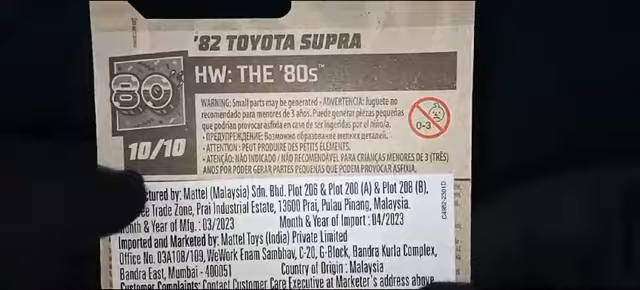 '82 TOYOTA SUPRA
HW: THE '80s™
80
10/10
WARNING: Small parts may be generated • ADVERTENCIA: Juguete no
recomendado para menores de 3 años. Puede generar piezas pequeñas
que podrían provocar asfixia en caso de ser ingeridas por el niño/a.
• ПРЕДУПРЕЖДЕНИЕ: Возможно образование мелких деталей.
• ATTENTION : PEUT PRODUIRE DES PETITS ÉLÉMENTS.
• ATENÇÃO: NÃO INDICADO / NÃO RECOMENDÁVEL PARA CRIANÇAS MENORES DE 3 (TRÊS)
ANOS POR PODER GERAR PARTES PEQUENAS QUE PODEM PROVOCAR ASFIXIA.
0-3
ctured by: Mattel (Malaysia) Sdn. Bhd. Plot 206 & Plot 208 (A) & Plot 208 (B),
ee Trade Zone, Prai Industrial Estate, 13600 Prai, Pulau Pinang, Malaysia.
onth & Year of Mfg. : 03/2023 Month & Year of Import : 04/2023
Imported and Marketed by: Mattel Toys (India) Private Limited
Office No. 03A108/109, WeWork Enam Sambhav, C-20, G-Block, Bandra Kurla Complex,
Bandra East, Mumbai - 400051 Country of Origin : Malaysia
Customer Complaints: Contact Customer Care Executive at Marketer's address above